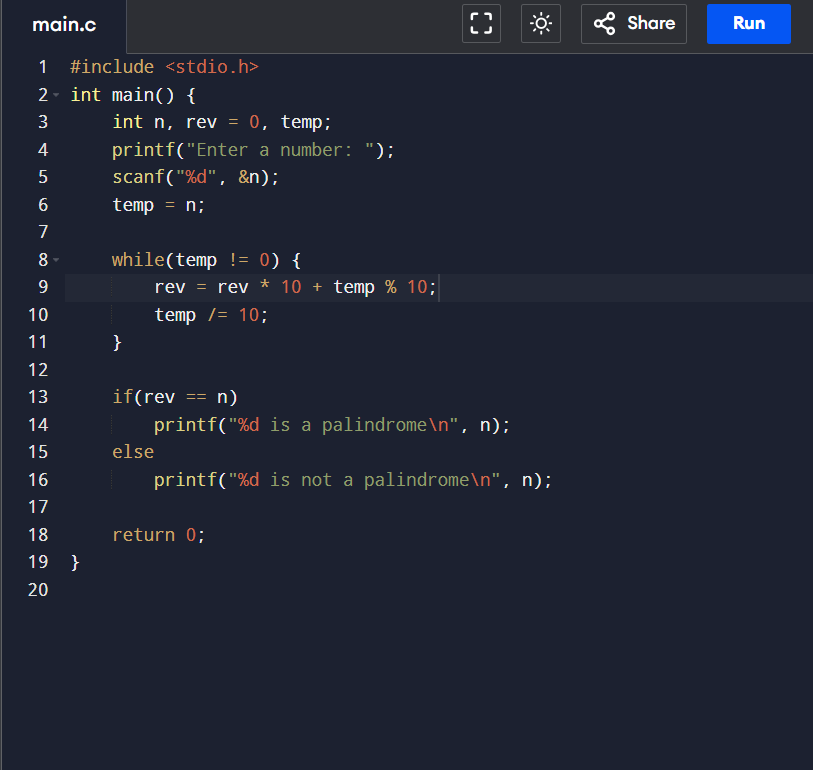 main.c Share Run
1 #include <stdio.h>
2 int main() {
3     int n, rev = 0, temp;
4     printf("Enter a number: ");
5     scanf("%d", &n);
6     temp = n;
7
8     while(temp != 0) {
9         rev = rev * 10 + temp % 10;
10         temp /= 10;
11     }
12
13     if(rev == n)
14         printf("%d is a palindrome\n", n);
15     else
16         printf("%d is not a palindrome\n", n);
17
18     return 0;
19 }
20